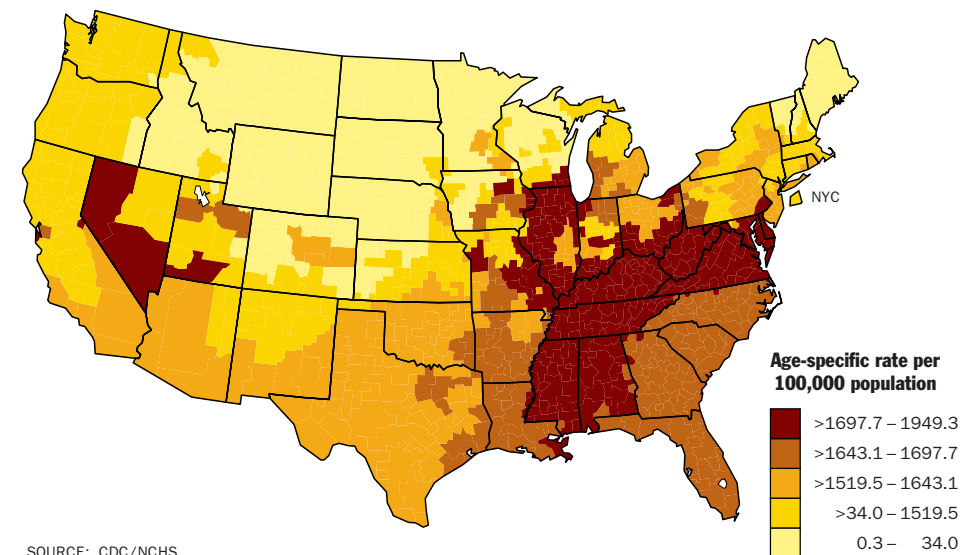 NYC
Age-specific rate per
100,000 population
>1697.7 – 1949.3
>1643.1 – 1697.7
>1519.5 – 1643.1
>34.0 – 1519.5
0.3 – 34.0
SOURCE: CDC/NCHS